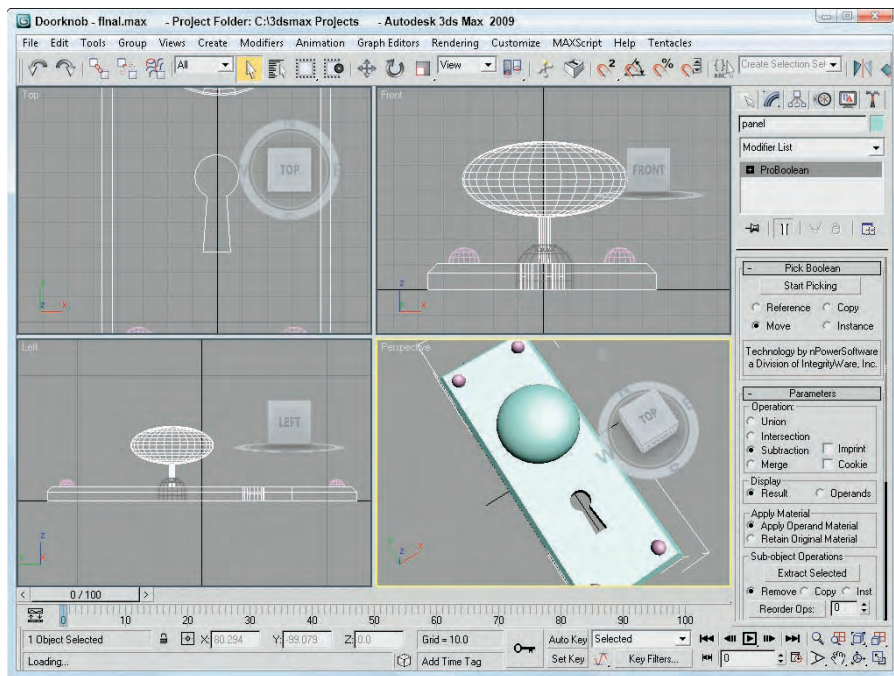 Doorknob - final.max - Project Folder: C:\3dsmax Projects - Autodesk 3ds Max 2009
File Edit Tools Group Views Create Modifiers Animation Graph Editors Rendering Customize MAXScript Help Tentacles
All View Create Selection Set
Top
TOP
Front
FRONT
Left
LEFT
Perspective
TOP
W
S
panel
Modifier List
ProBoolean
Pick Boolean
Start Picking
Reference Copy
Move Instance
Technology by nPowerSoftware
a Division of IntegrityWare, Inc.
Parameters
Operation:
Union
Intersection
Subtraction Imprint
Merge Cookie
Display
Result Operands
Apply Material
Apply Operand Material
Retain Original Material
Sub-object Operations
Extract Selected
Remove Copy Inst
Reorder Ops: 0
0 / 100
0 10 20 30 40 50 60 70 80 90 100
1 Object Selected X: 80.294 Y: -99.079 Z: 0.0 Grid = 10.0 Auto Key Selected
Loading... Add Time Tag Set Key Key Filters... 0